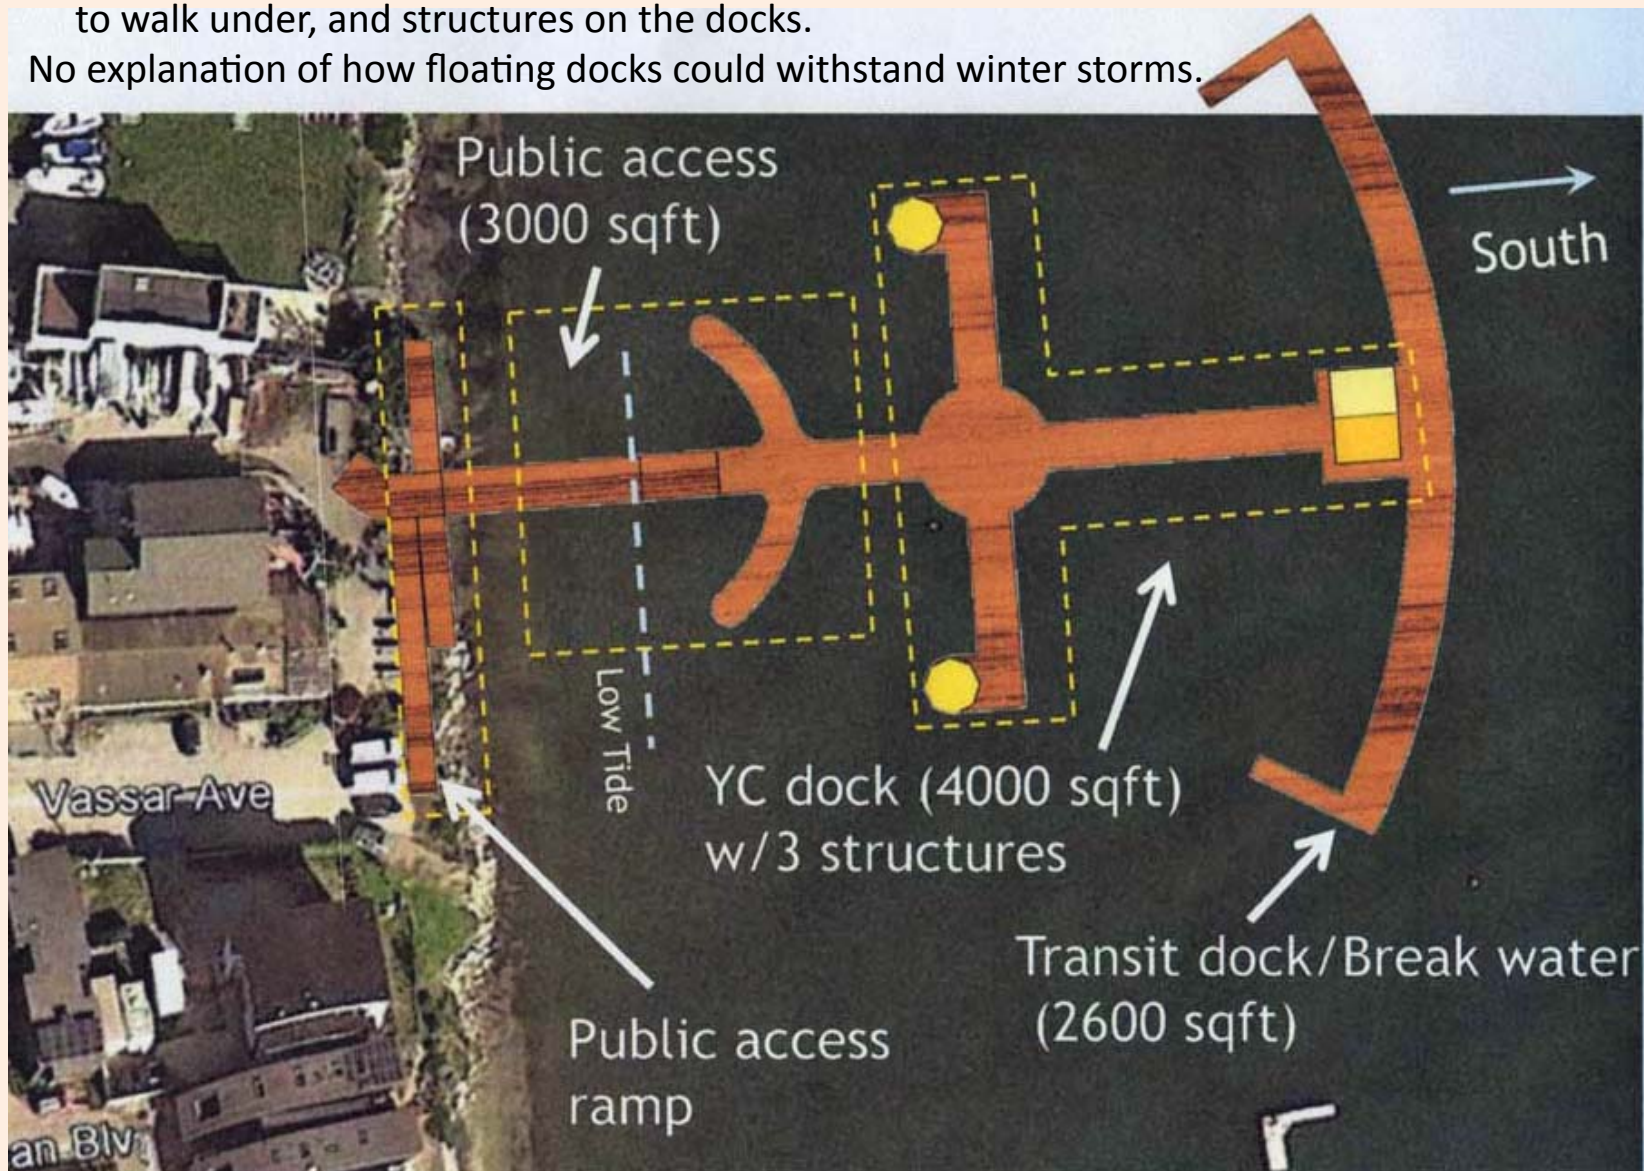 to walk under, and structures on the docks.
No explanation of how floating docks could withstand winter storms.
Public access
(3000 sqft)
South
Low Tide
Vassar Ave
YC dock (4000 sqft)
w/3 structures
Transit dock/Break water
(2600 sqft)
Public access
ramp
an Blv